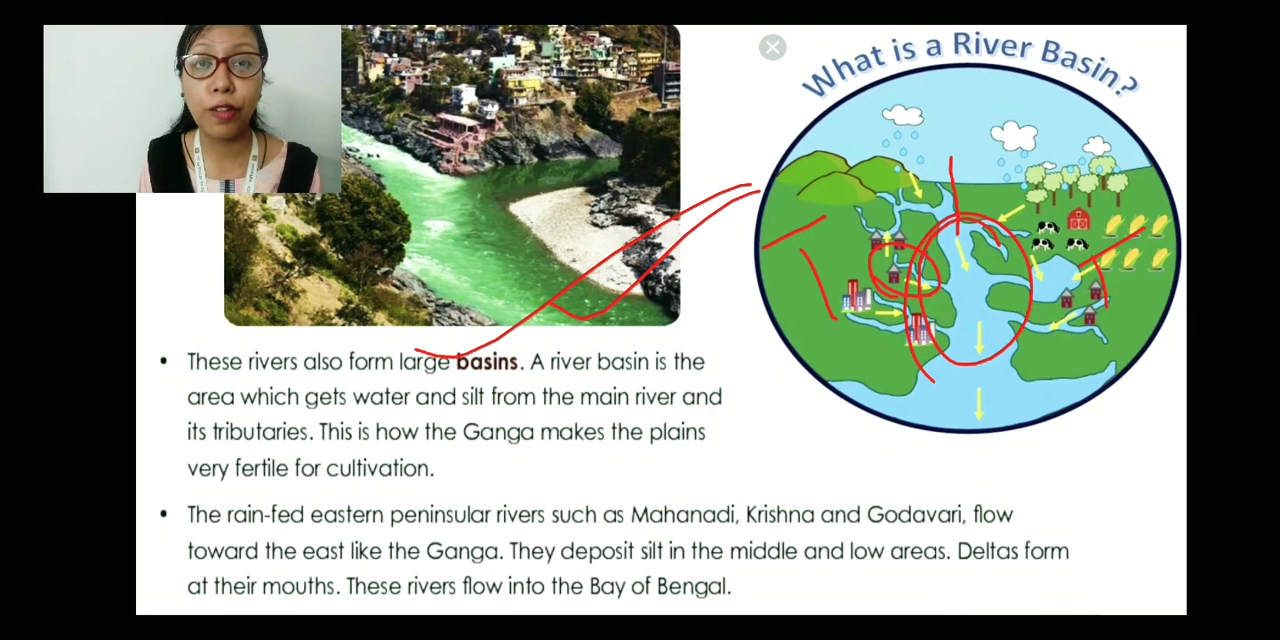 What is a River Basin?
• These rivers also form large basins. A river basin is the
area which gets water and silt from the main river and
its tributaries. This is how the Ganga makes the plains
very fertile for cultivation.
• The rain-fed eastern peninsular rivers such as Mahanadi, Krishna and Godavari, flow
toward the east like the Ganga. They deposit silt in the middle and low areas. Deltas form
at their mouths. These rivers flow into the Bay of Bengal.